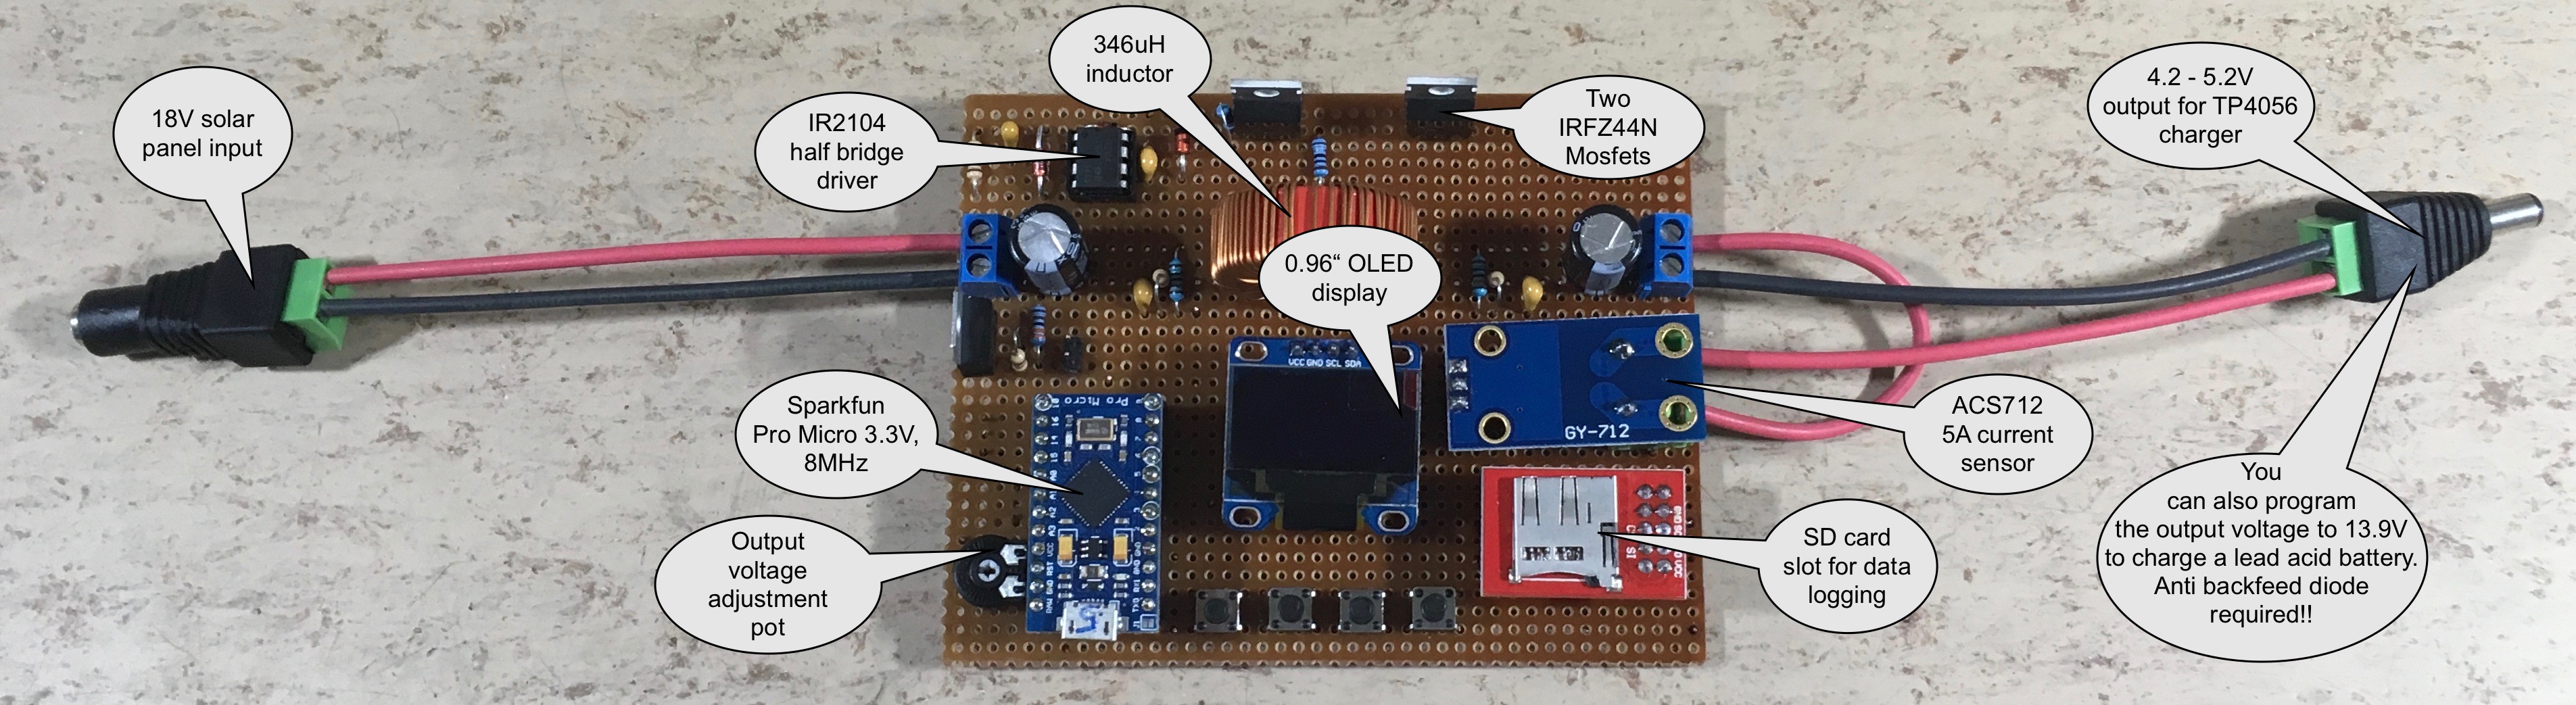 346uH
inductor
4.2 - 5.2V
output for TP4056
charger
18V solar
panel input
IR2104
half bridge
driver
Two
IRFZ44N
Mosfets
0.96“ OLED
display
VCC GND SCL SDA
Sparkfun
Pro Micro 3.3V,
8MHz
Pro Micro
GY-712
ACS712
5A current
sensor
You
can also program
the output voltage to 13.9V
to charge a lead acid battery.
Anti backfeed diode
required!!
Output
voltage
adjustment
pot
SD card
slot for data
logging